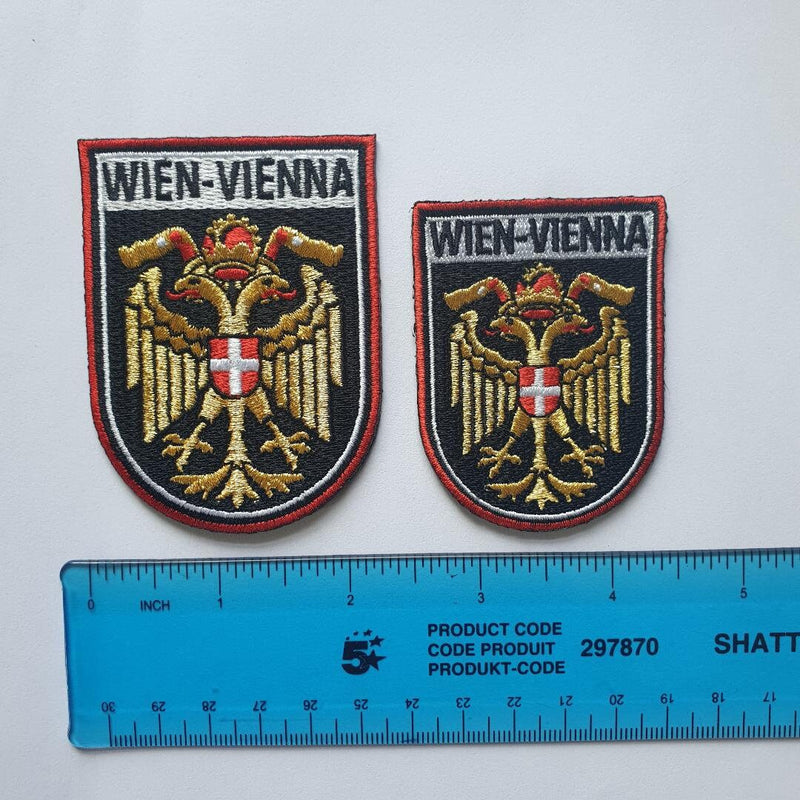 WIEN-VIENNA
WIEN-VIENNA
0 INCH 1 2 3 4 5
5
PRODUCT CODE
CODE PRODUIT 297870 SHATT
PRODUKT-CODE
30 29 28 27 26 25 24 23 22 21 20 19 18 17